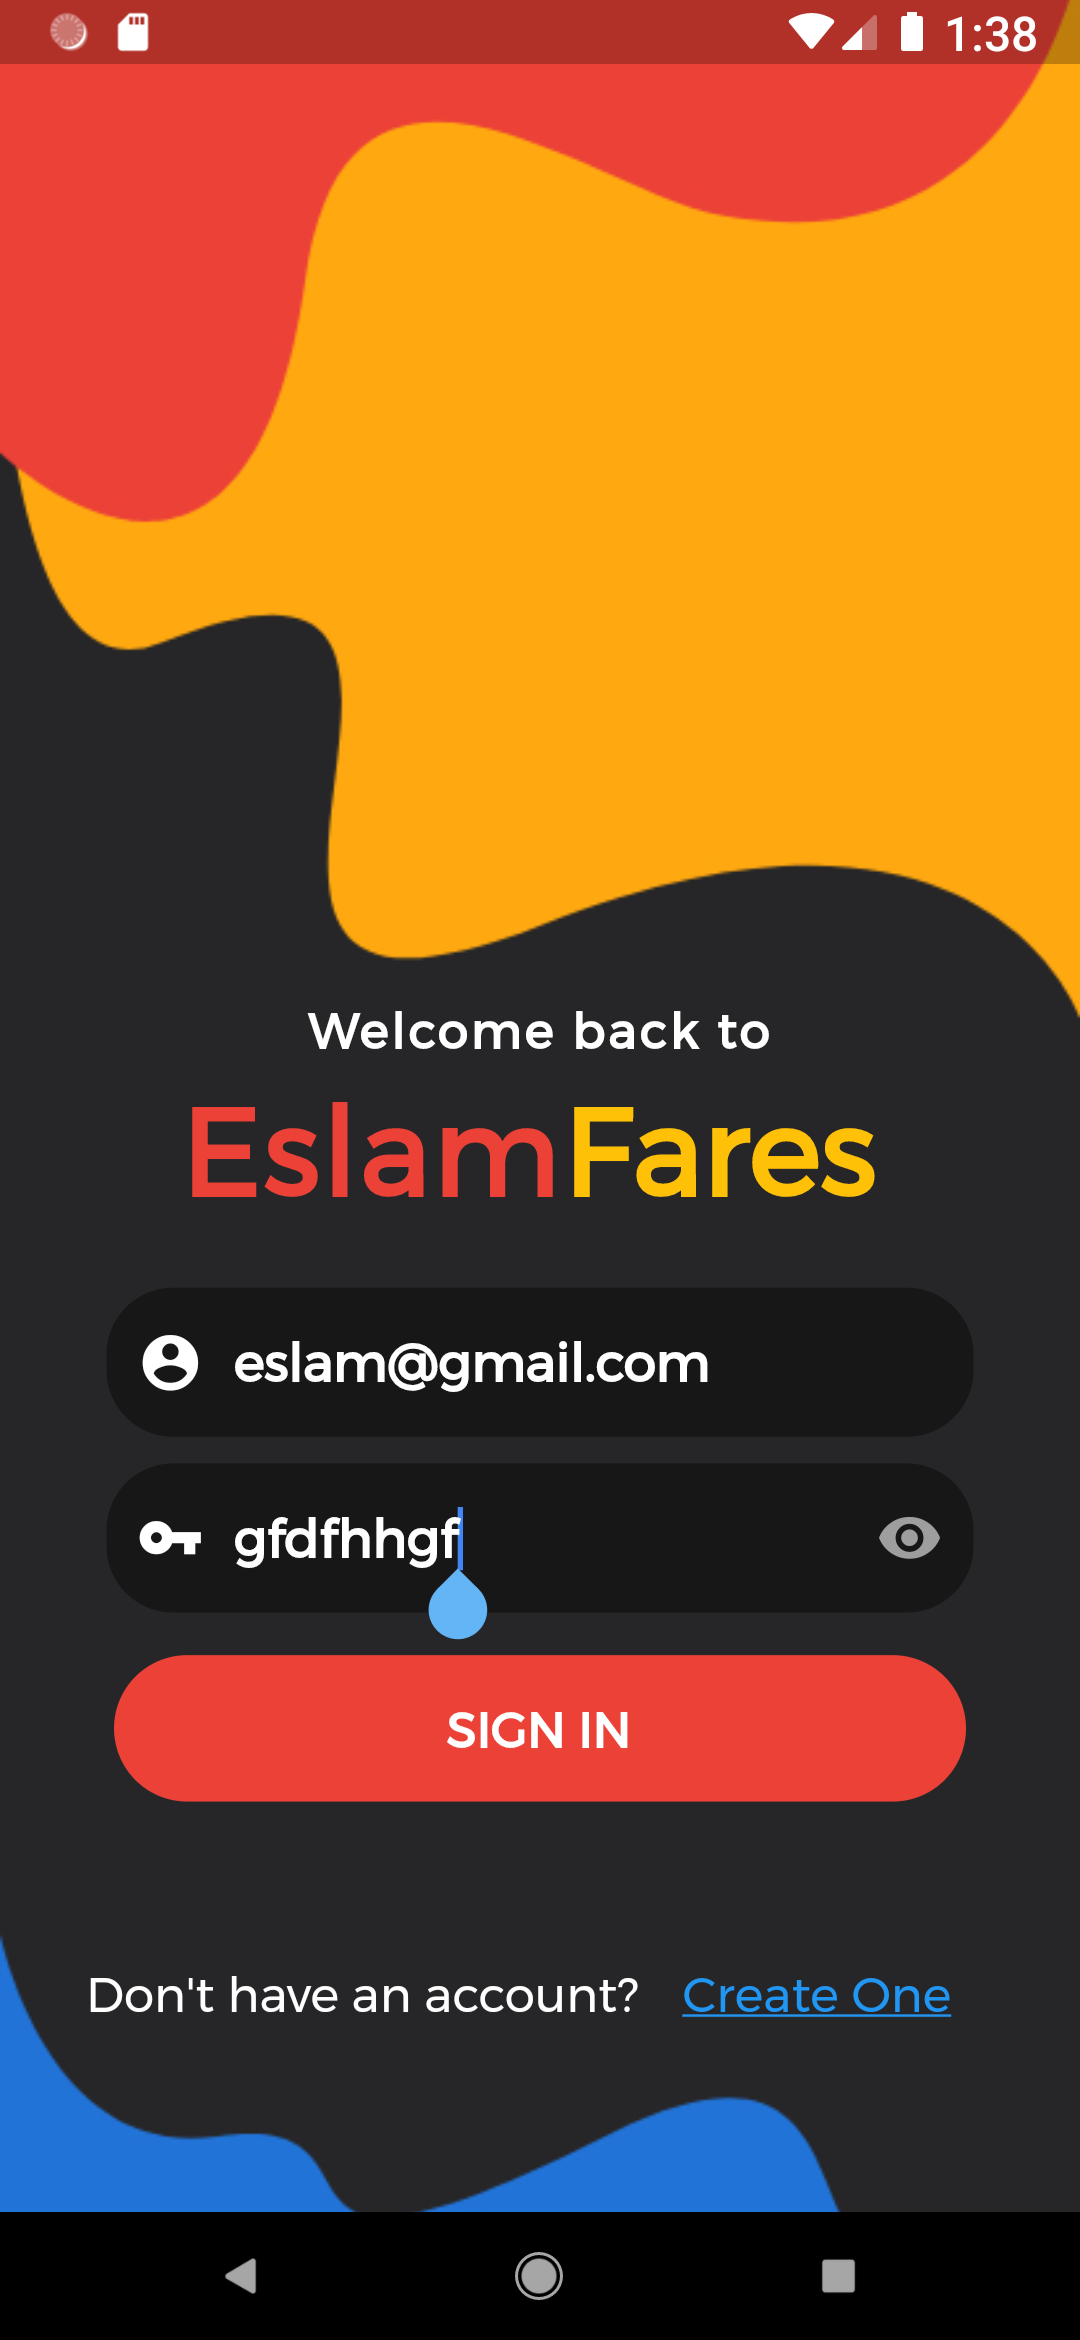 1:38
Welcome back to
EslamFares
eslam@gmail.com
gfdfhhgf
SIGN IN
Don't have an account? Create One